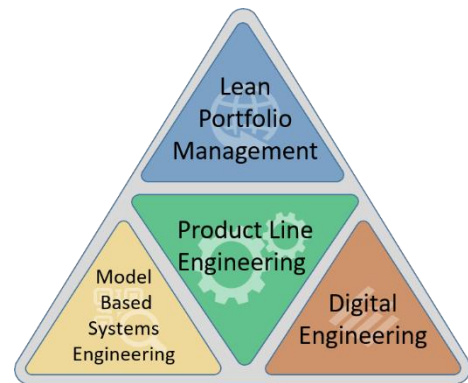 Lean
Portfolio
Management
Product Line
Engineering
Model
Based
Systems
Engineering
Digital
Engineering